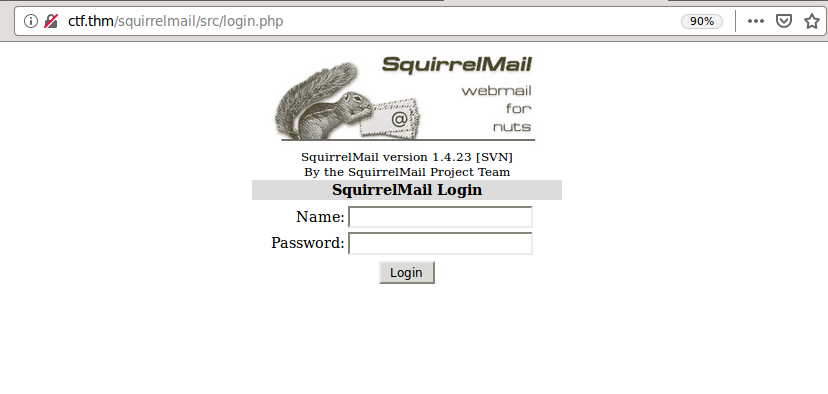 ctf.thm/squirrelmail/src/login.php 90%
SquirrelMail
webmail
for
nuts
@
SquirrelMail version 1.4.23 [SVN]
By the SquirrelMail Project Team
SquirrelMail Login
Name:
Password:
Login